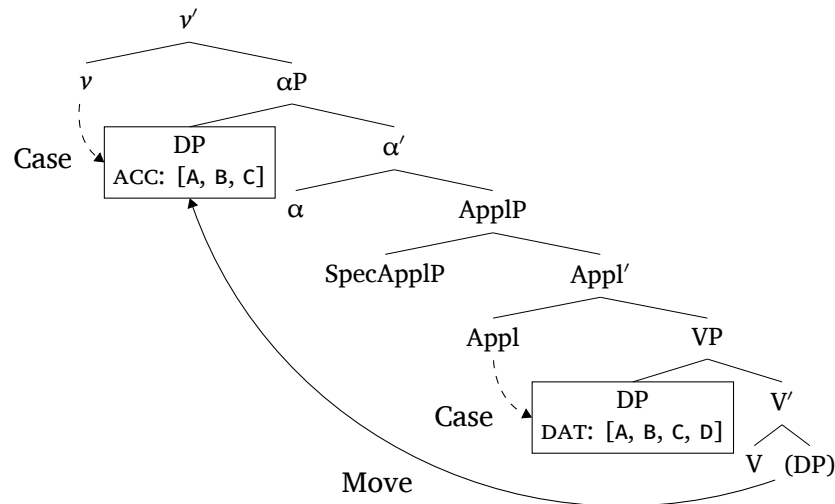 v′
v αP
DP
Case
ACC: [A, B, C]
α′
α ApplP
SpecApplP Appl′
Appl VP
DP
Case
DAT: [A, B, C, D]
V′
V (DP)
Move